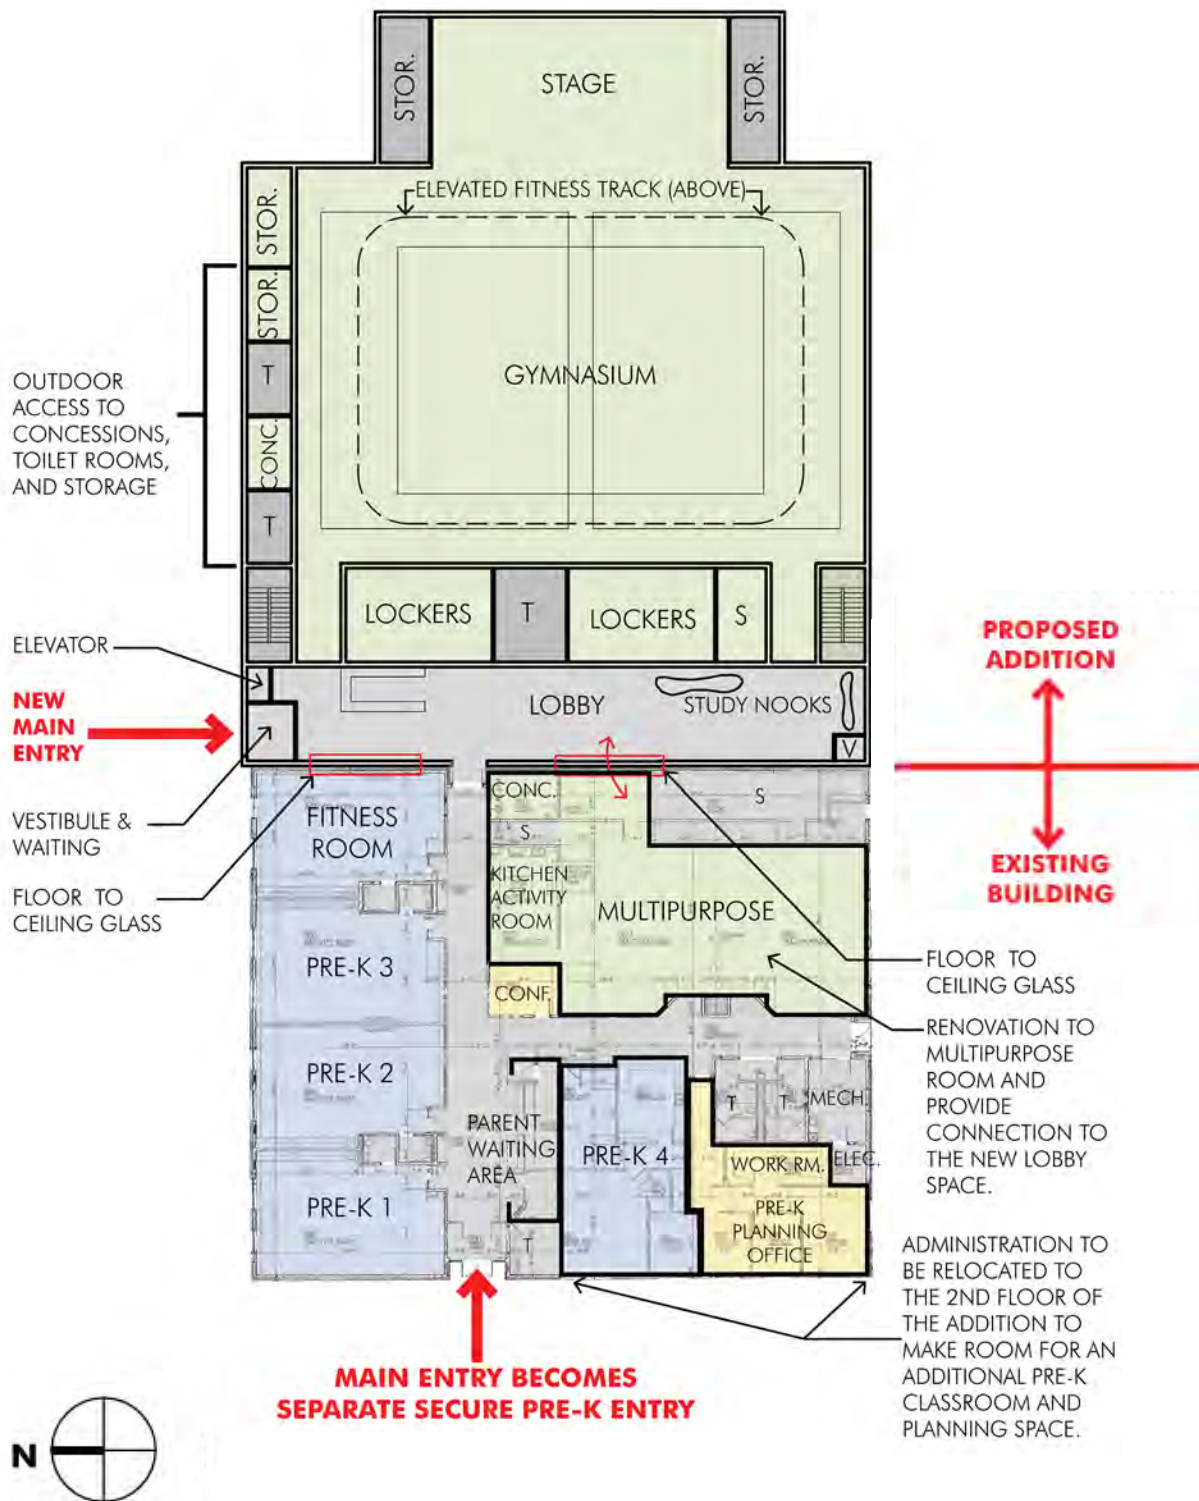 STOR.
STAGE
STOR.
ELEVATED FITNESS TRACK (ABOVE)
STOR.
STOR.
T
CONC.
T
GYMNASIUM
OUTDOOR
ACCESS TO
CONCESSIONS,
TOILET ROOMS,
AND STORAGE
LOCKERS
T
LOCKERS
S
ELEVATOR
NEW
MAIN
ENTRY
LOBBY
STUDY NOOKS
V
PROPOSED
ADDITION
EXISTING
BUILDING
VESTIBULE &
WAITING
FLOOR TO
CEILING GLASS
FITNESS
ROOM
CONC.
S
S
KITCHEN
ACTIVITY
ROOM
MULTIPURPOSE
PRE-K 3
CONF.
FLOOR TO
CEILING GLASS
RENOVATION TO
MULTIPURPOSE
ROOM AND
PROVIDE
CONNECTION TO
THE NEW LOBBY
SPACE.
PRE-K 2
PARENT
WAITING
AREA
PRE-K 4
T
T
MECH.
ELEC.
WORK RM.
PRE-K
PLANNING
OFFICE
PRE-K 1
T
ADMINISTRATION TO
BE RELOCATED TO
THE 2ND FLOOR OF
THE ADDITION TO
MAKE ROOM FOR AN
ADDITIONAL PRE-K
CLASSROOM AND
PLANNING SPACE.
MAIN ENTRY BECOMES
SEPARATE SECURE PRE-K ENTRY
N